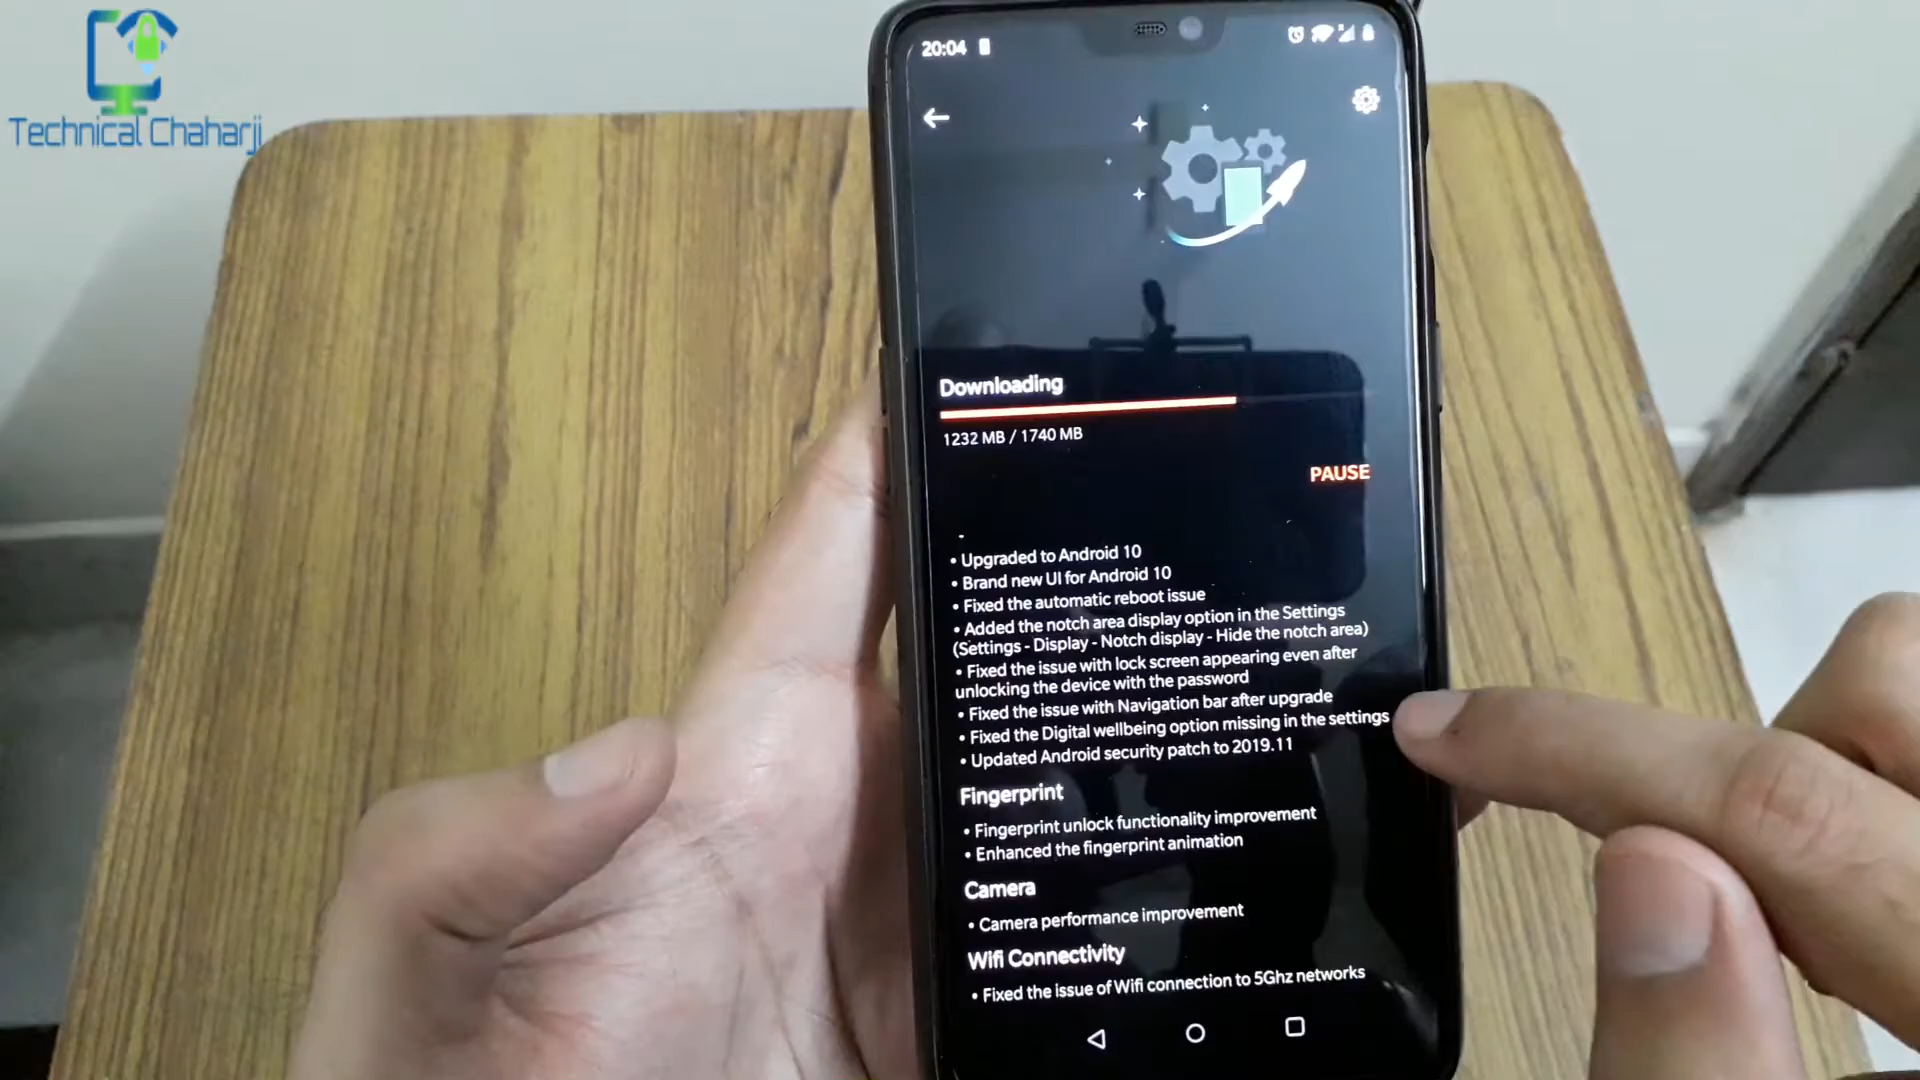 Technical Chaharji
20:04
Downloading
1232 MB / 1740 MB
PAUSE
-
• Upgraded to Android 10
• Brand new UI for Android 10
• Fixed the automatic reboot issue
• Added the notch area display option in the Settings
(Settings - Display - Notch display - Hide the notch area)
• Fixed the issue with lock screen appearing even after
unlocking the device with the password
• Fixed the issue with Navigation bar after upgrade
• Fixed the Digital wellbeing option missing in the settings
• Updated Android security patch to 2019.11
Fingerprint
• Fingerprint unlock functionality improvement
• Enhanced the fingerprint animation
Camera
• Camera performance improvement
Wifi Connectivity
• Fixed the issue of Wifi connection to 5Ghz networks